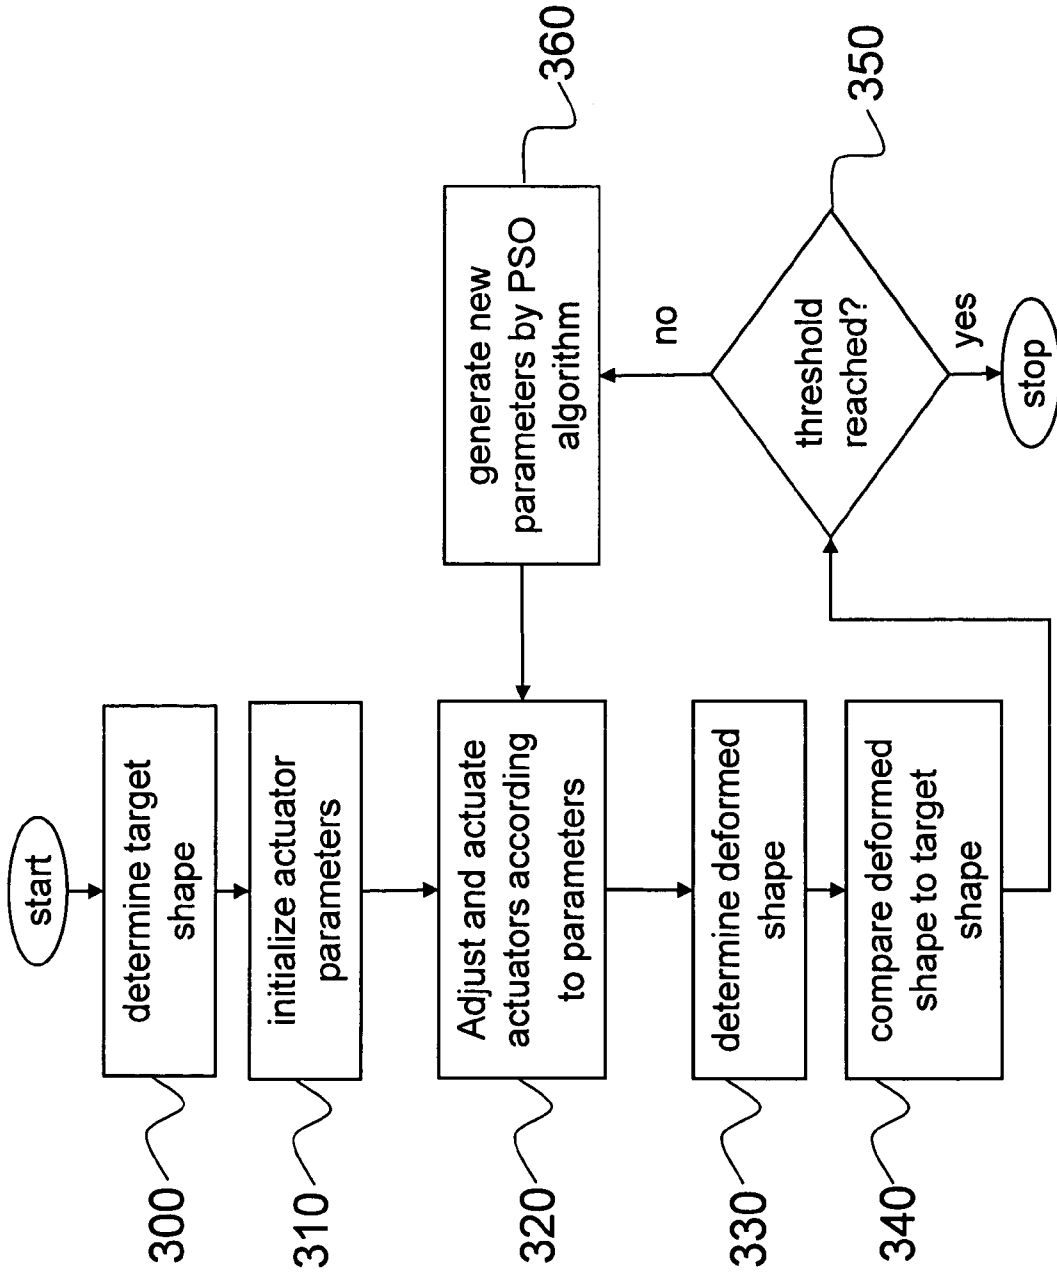 start
determine target
shape
300
initialize actuator
parameters
310
Adjust and actuate
actuators according
to parameters
320
determine deformed
shape
330
compare deformed
shape to target
shape
340
threshold
reached?
350
no
yes
generate new
parameters by PSO
algorithm
360
stop